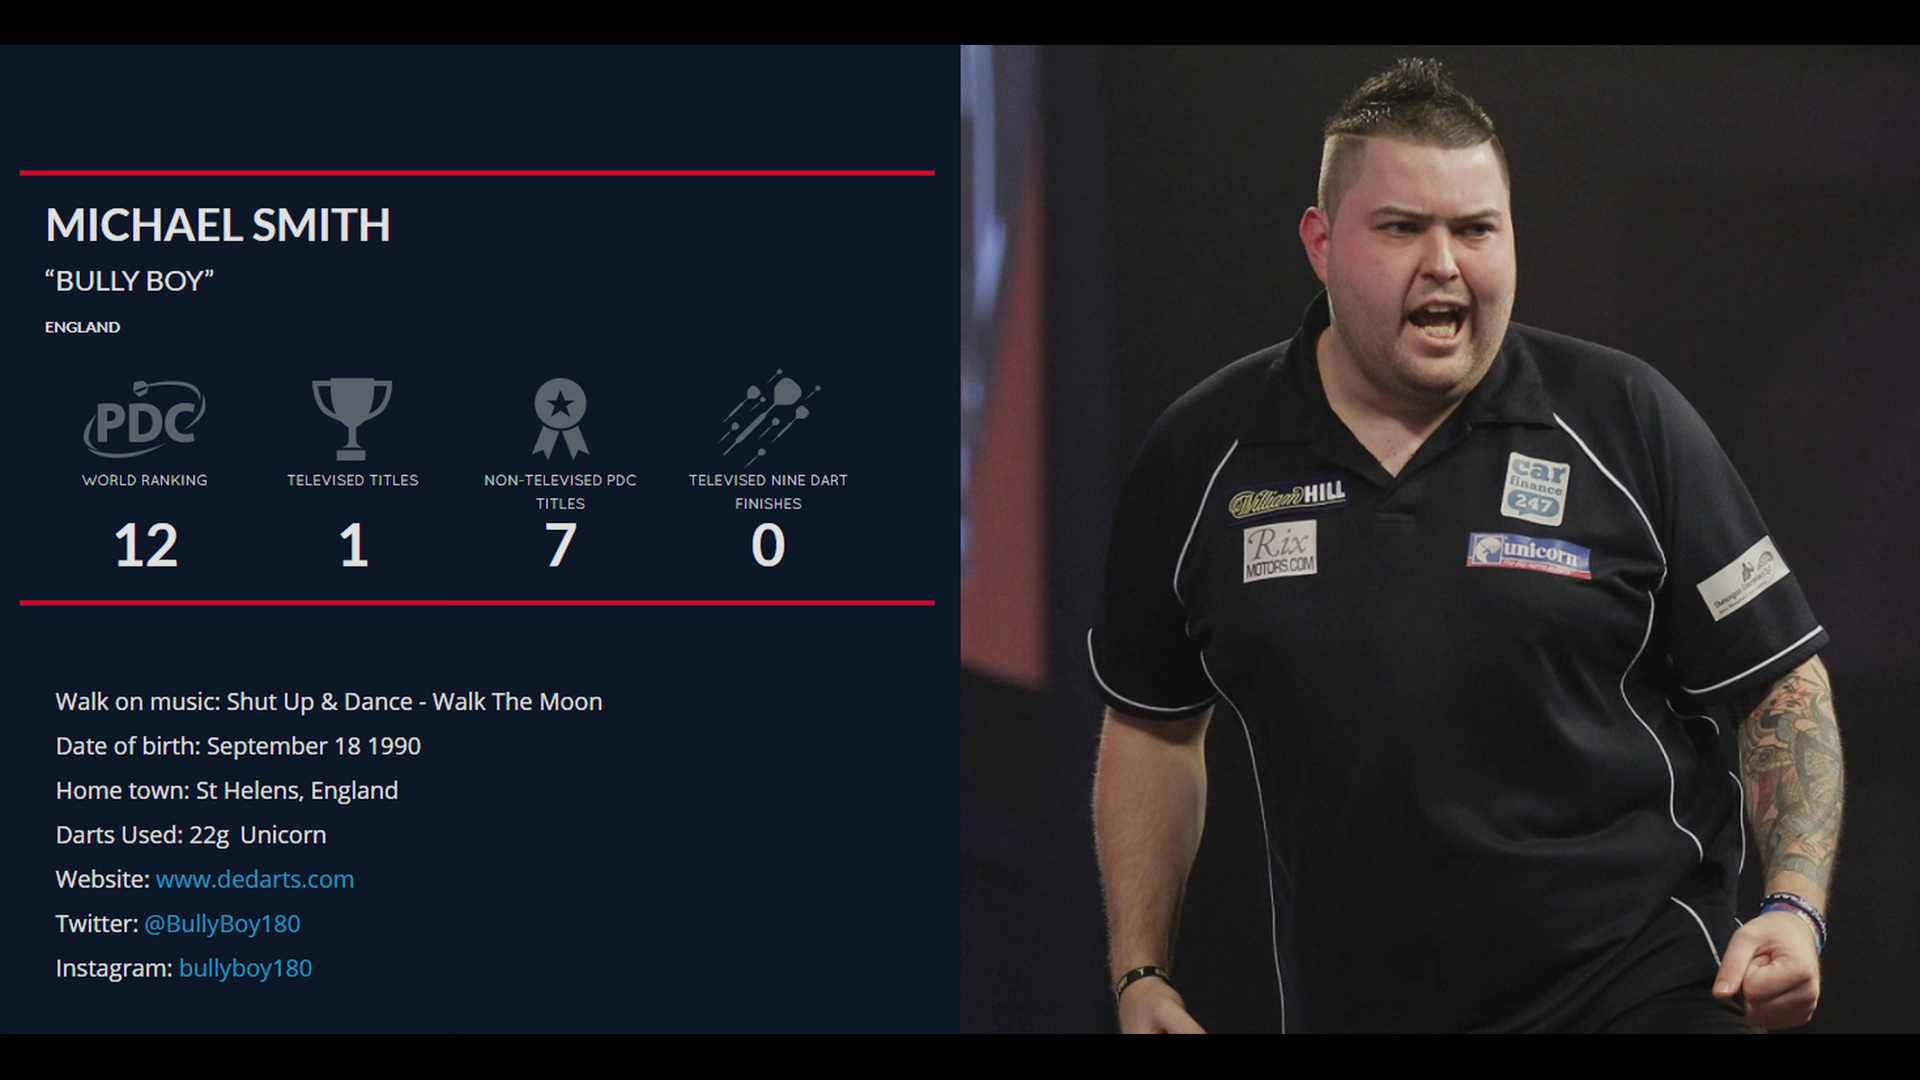 MICHAEL SMITH
“BULLY BOY”
ENGLAND
PDC
WORLD RANKING
12
TELEVISED TITLES
1
NON-TELEVISED PDC
TITLES
7
TELEVISED NINE DART
FINISHES
0
Walk on music: Shut Up & Dance - Walk The Moon
Date of birth: September 18 1990
Home town: St Helens, England
Darts Used: 22g  Unicorn
Website: www.dedarts.com
Twitter: @BullyBoy180
Instagram: bullyboy180
William HILL
Rix
MOTORS.COM
car
finance
247
unicorn